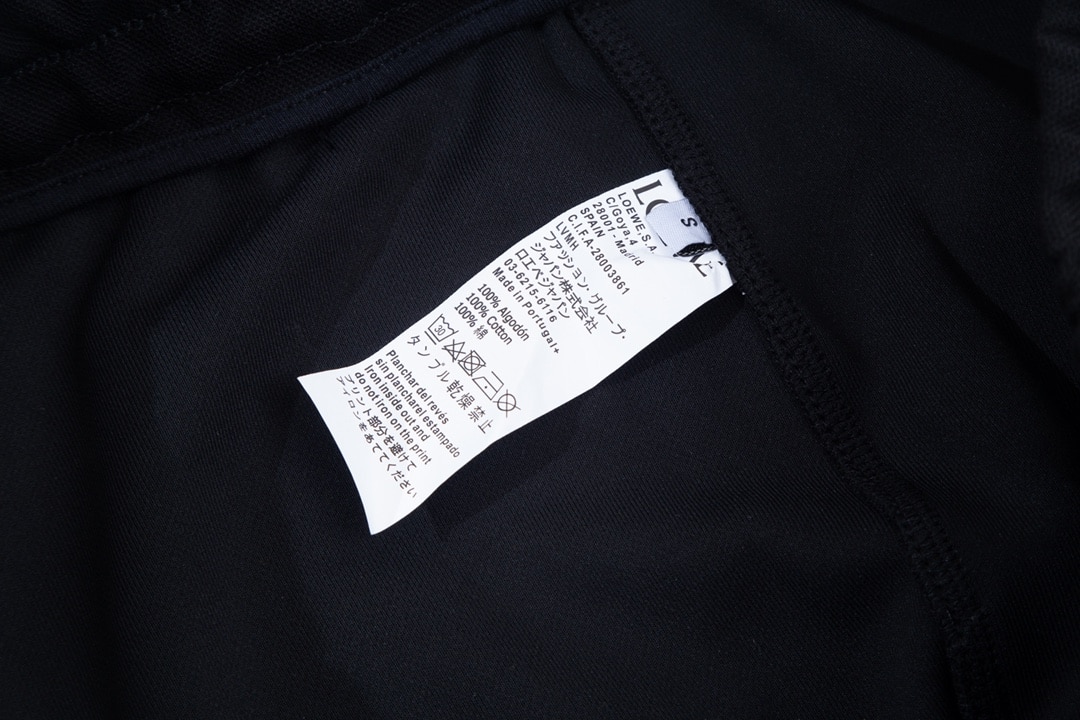 S
LOEWE, S.A.
C/Goya, 4
28001 - Madrid
SPAIN
C.I.F.A-28003861
LVMH
ファッション・グループ・
ジャパン株式会社
ロエベジャパン
03-6215-6116
Made in Portugal+
100% Algodón
100% Cotton
100% 綿
30
タンブル乾燥禁止
Planchar del revés
sin planchar el estampado
Iron inside out and
do not iron on the print
プリント部分を避けて
アイロンをあててください